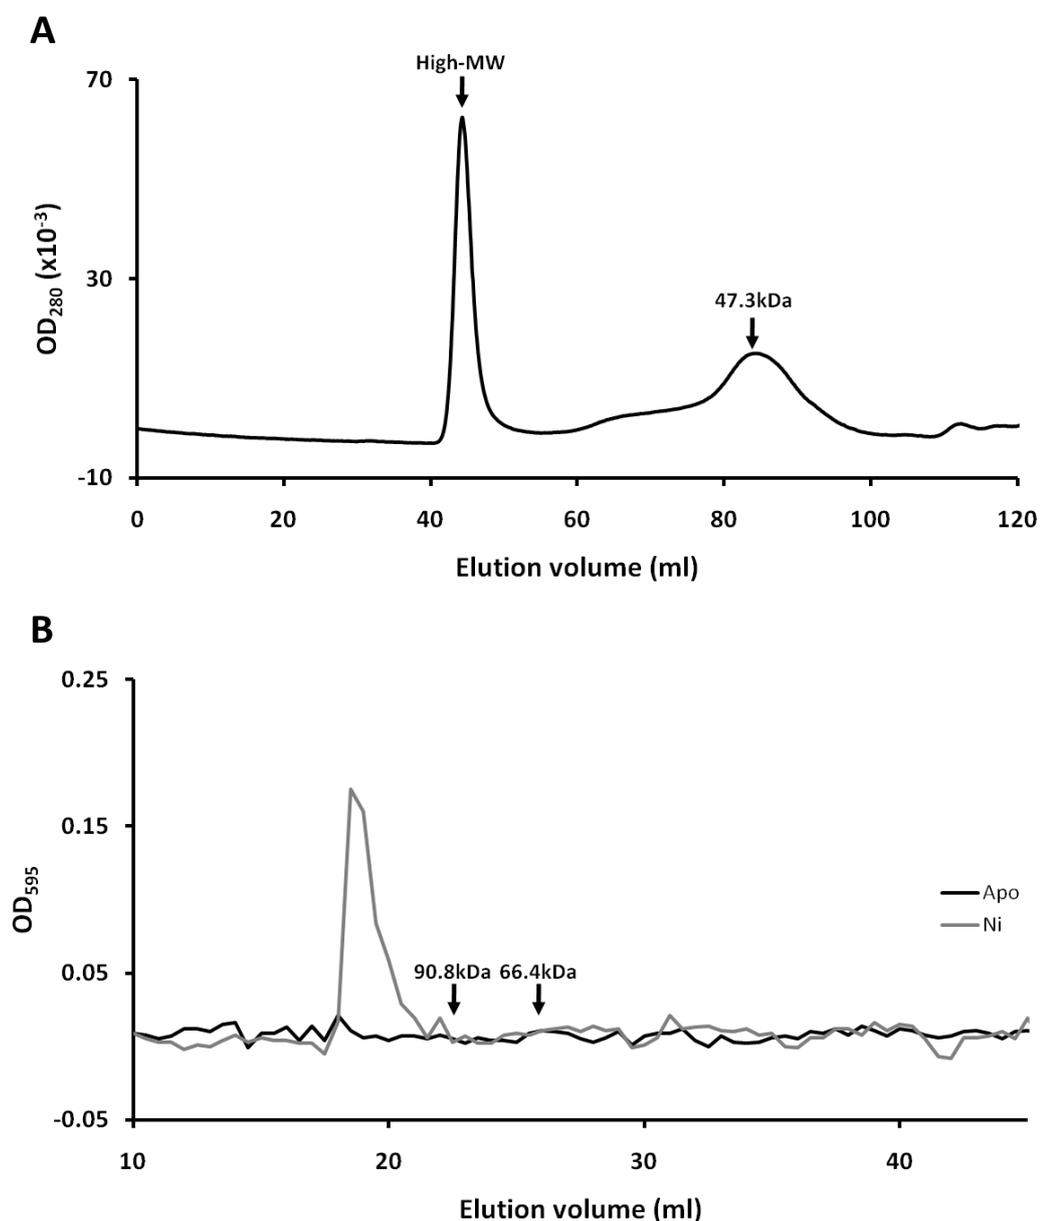 A
High-MW
70
OD280 (x10-3)
30
47.3kDa
-10
0 20 40 60 80 100 120
Elution volume (ml)
B
0.25
0.15
OD595
Apo
Ni
0.05
90.8kDa 66.4kDa
-0.05
10 20 30 40
Elution volume (ml)